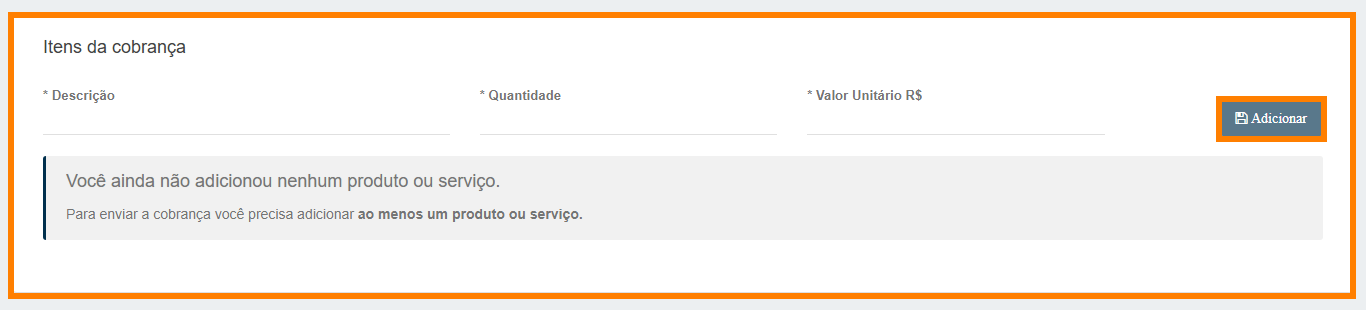 Itens da cobrança
* Descrição
* Quantidade
* Valor Unitário R$
Adicionar
Você ainda não adicionou nenhum produto ou serviço.
Para enviar a cobrança você precisa adicionar ao menos um produto ou serviço.